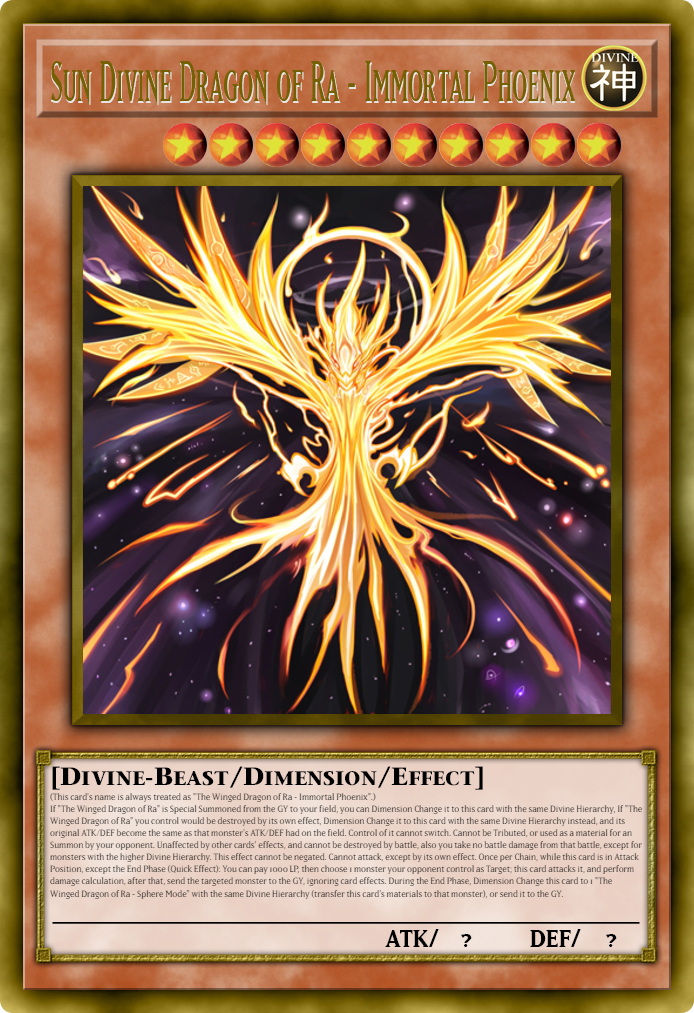 Sun Divine Dragon of Ra - Immortal Phoenix
DIVINE
神
[Divine-Beast/Dimension/Effect]
(This card's name is always treated as "The Winged Dragon of Ra - Immortal Phoenix".)
If "The Winged Dragon of Ra" is Special Summoned from the GY to your field, you can Dimension Change it to this card with the same Divine Hierarchy, If "The
Winged Dragon of Ra" you control would be destroyed by its own effect, Dimension Change it to this card with the same Divine Hierarchy instead, and its
original ATK/DEF become the same as that monster's ATK/DEF had on the field. Control of it cannot switch. Cannot be Tributed, or used as a material for an
Summon by your opponent. Unaffected by other cards' effects, and cannot be destroyed by battle, also you take no battle damage from that battle, except for
monsters with the higher Divine Hierarchy. This effect cannot be negated. Cannot attack, except by its own effect. Once per Chain, while this card is in Attack
Position, except the End Phase (Quick Effect): You can pay 1000 LP, then choose 1 monster your opponent control as Target; this card attacks it, and perform
damage calculation, after that, send the targeted monster to the GY, ignoring card effects. During the End Phase, Dimension Change this card to 1 "The
Winged Dragon of Ra - Sphere Mode" with the same Divine Hierarchy (transfer this card's materials to that monster), or send it to the GY.
ATK/ ? DEF/ ?